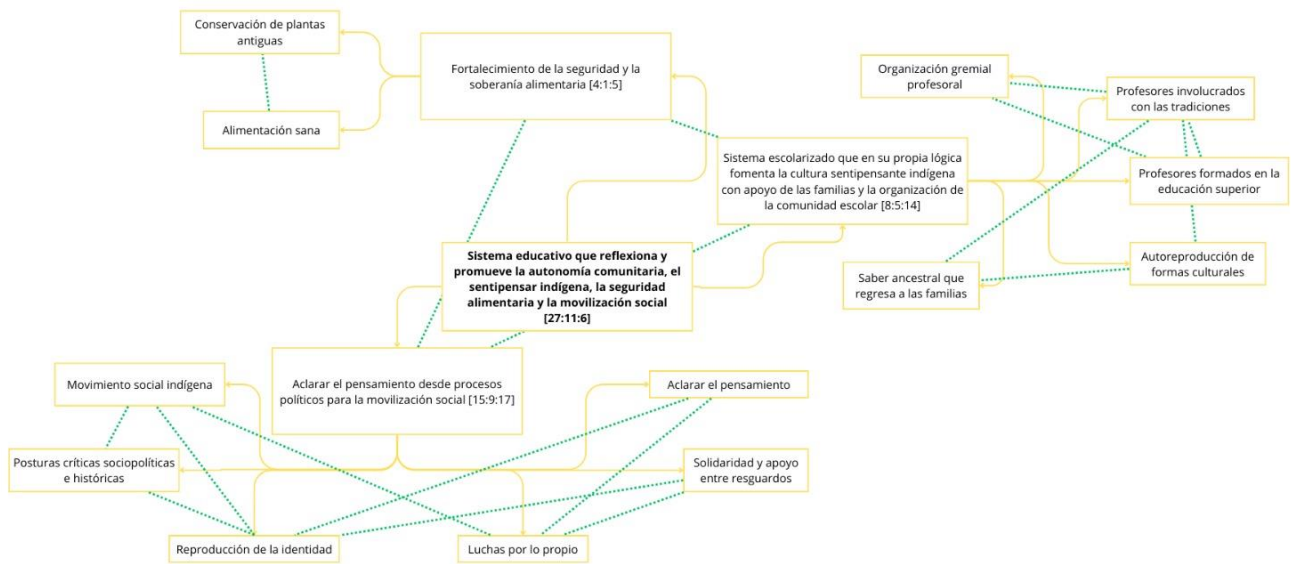 Conservación de plantas
antiguas
Alimentación sana
Fortalecimiento de la seguridad y la
soberanía alimentaria [4:1:5]
Organización gremial
profesoral
Profesores involucrados
con las tradiciones
Sistema escolarizado que en su propia lógica
fomenta la cultura sentipensante indígena
con apoyo de las familias y la organización de
la comunidad escolar [8:5:14]
Profesores formados en la
educación superior
Autoreproducción de
formas culturales
Saber ancestral que
regresa a las familias
Sistema educativo que reflexiona y
promueve la autonomía comunitaria, el
sentipensar indígena, la seguridad
alimentaria y la movilización social
[27:11:6]
Aclarar el pensamiento desde procesos
políticos para la movilización social [15:9:17]
Movimiento social indígena
Aclarar el pensamiento
Posturas críticas sociopolíticas
e históricas
Solidaridad y apoyo
entre resguardos
Reproducción de la identidad
Luchas por lo propio